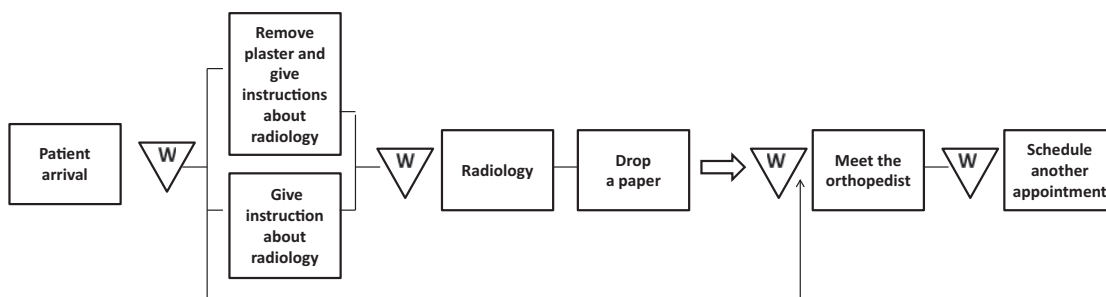 Patient
arrival
W
Remove
plaster and
give
instructions
about
radiology
Give
instruction
about
radiology
W
Radiology
Drop
a paper
W
Meet the
orthopedist
W
Schedule
another
appointment